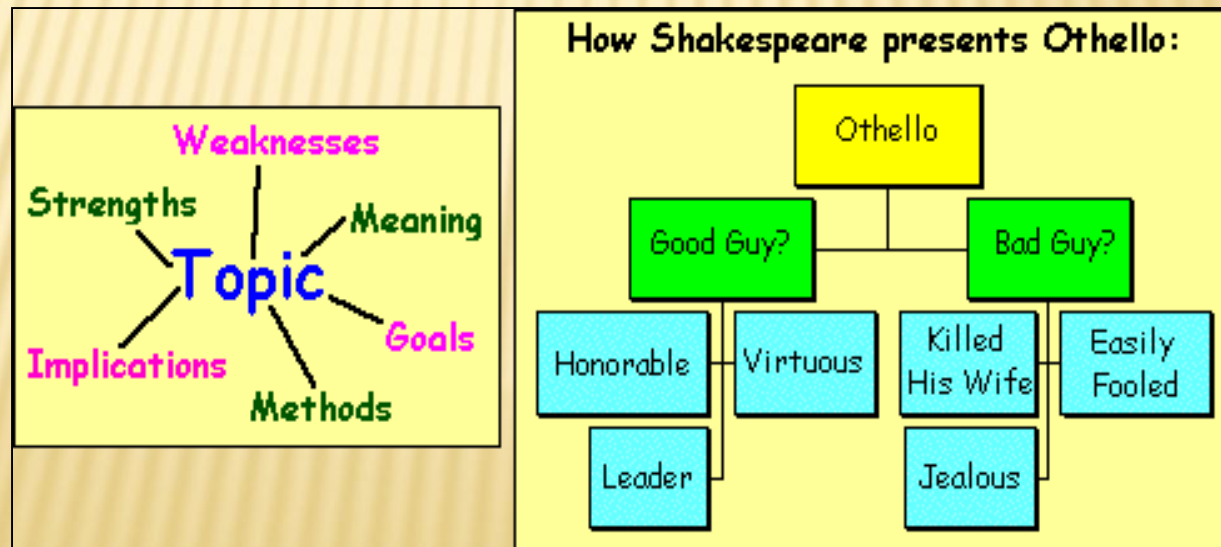 Weaknesses
Strengths
Meaning
Topic
Goals
Implications
Methods
How Shakespeare presents Othello:
Othello
Good Guy?
Bad Guy?
Honorable
Virtuous
Killed
His Wife
Easily
Fooled
Leader
Jealous